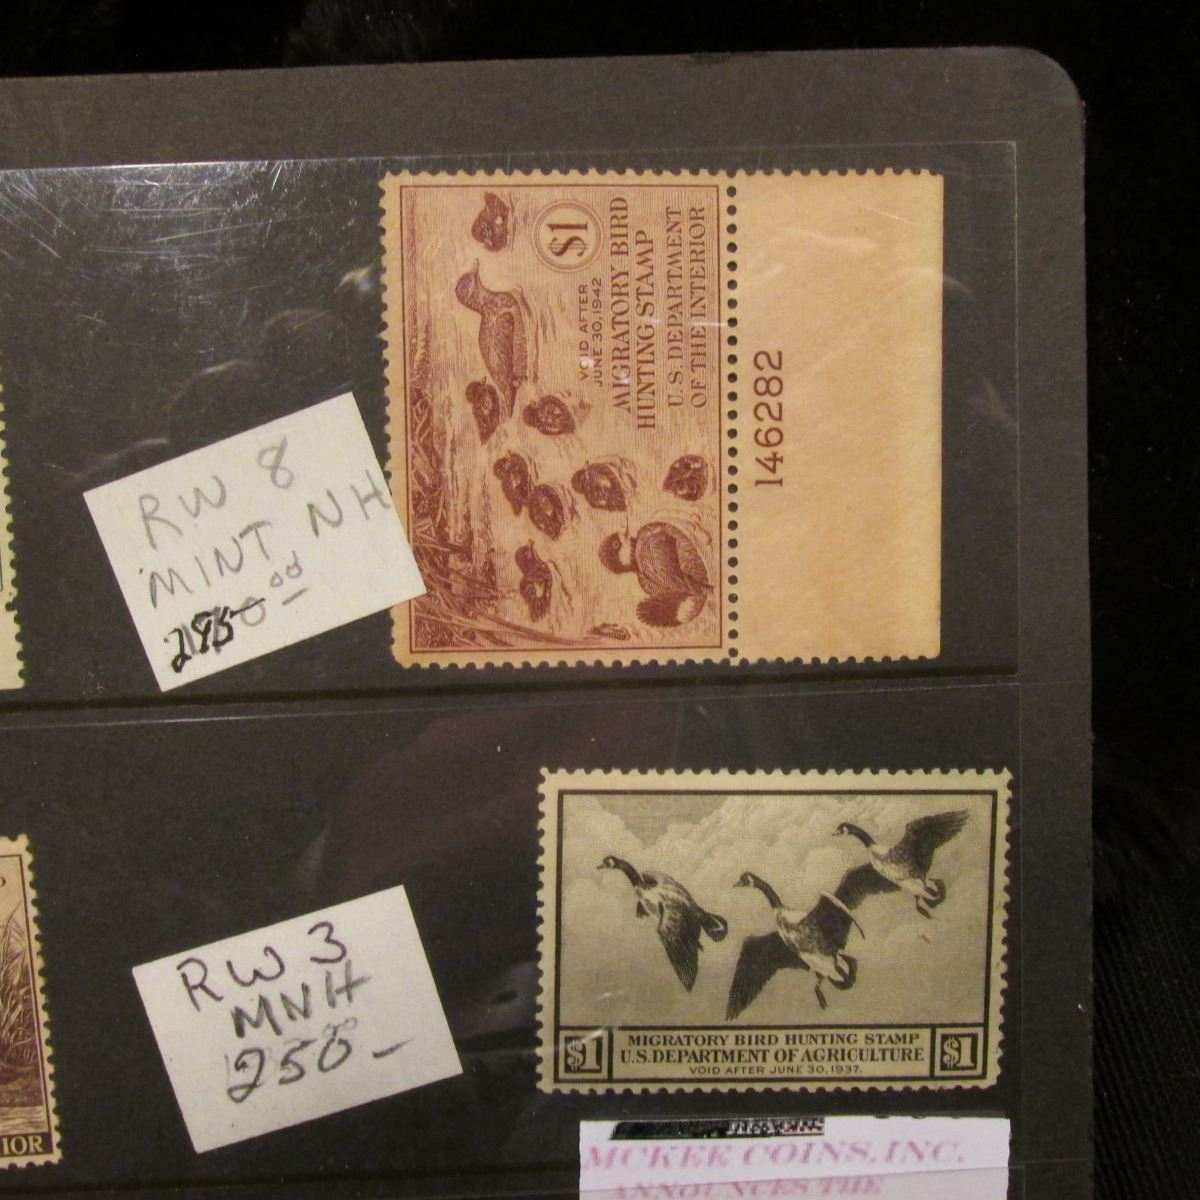 $1
VOID AFTER
JUNE 30, 1942
MIGRATORY BIRD
HUNTING STAMP
U.S. DEPARTMENT
OF THE INTERIOR
146282
RW 8
MINT NH
RW 3
MNH
250-
MIGRATORY BIRD HUNTING STAMP
$1 U.S. DEPARTMENT OF AGRICULTURE $1
VOID AFTER JUNE 30, 1937.
IOR
MCKEE COINS, INC.
ANNOUNCES THE